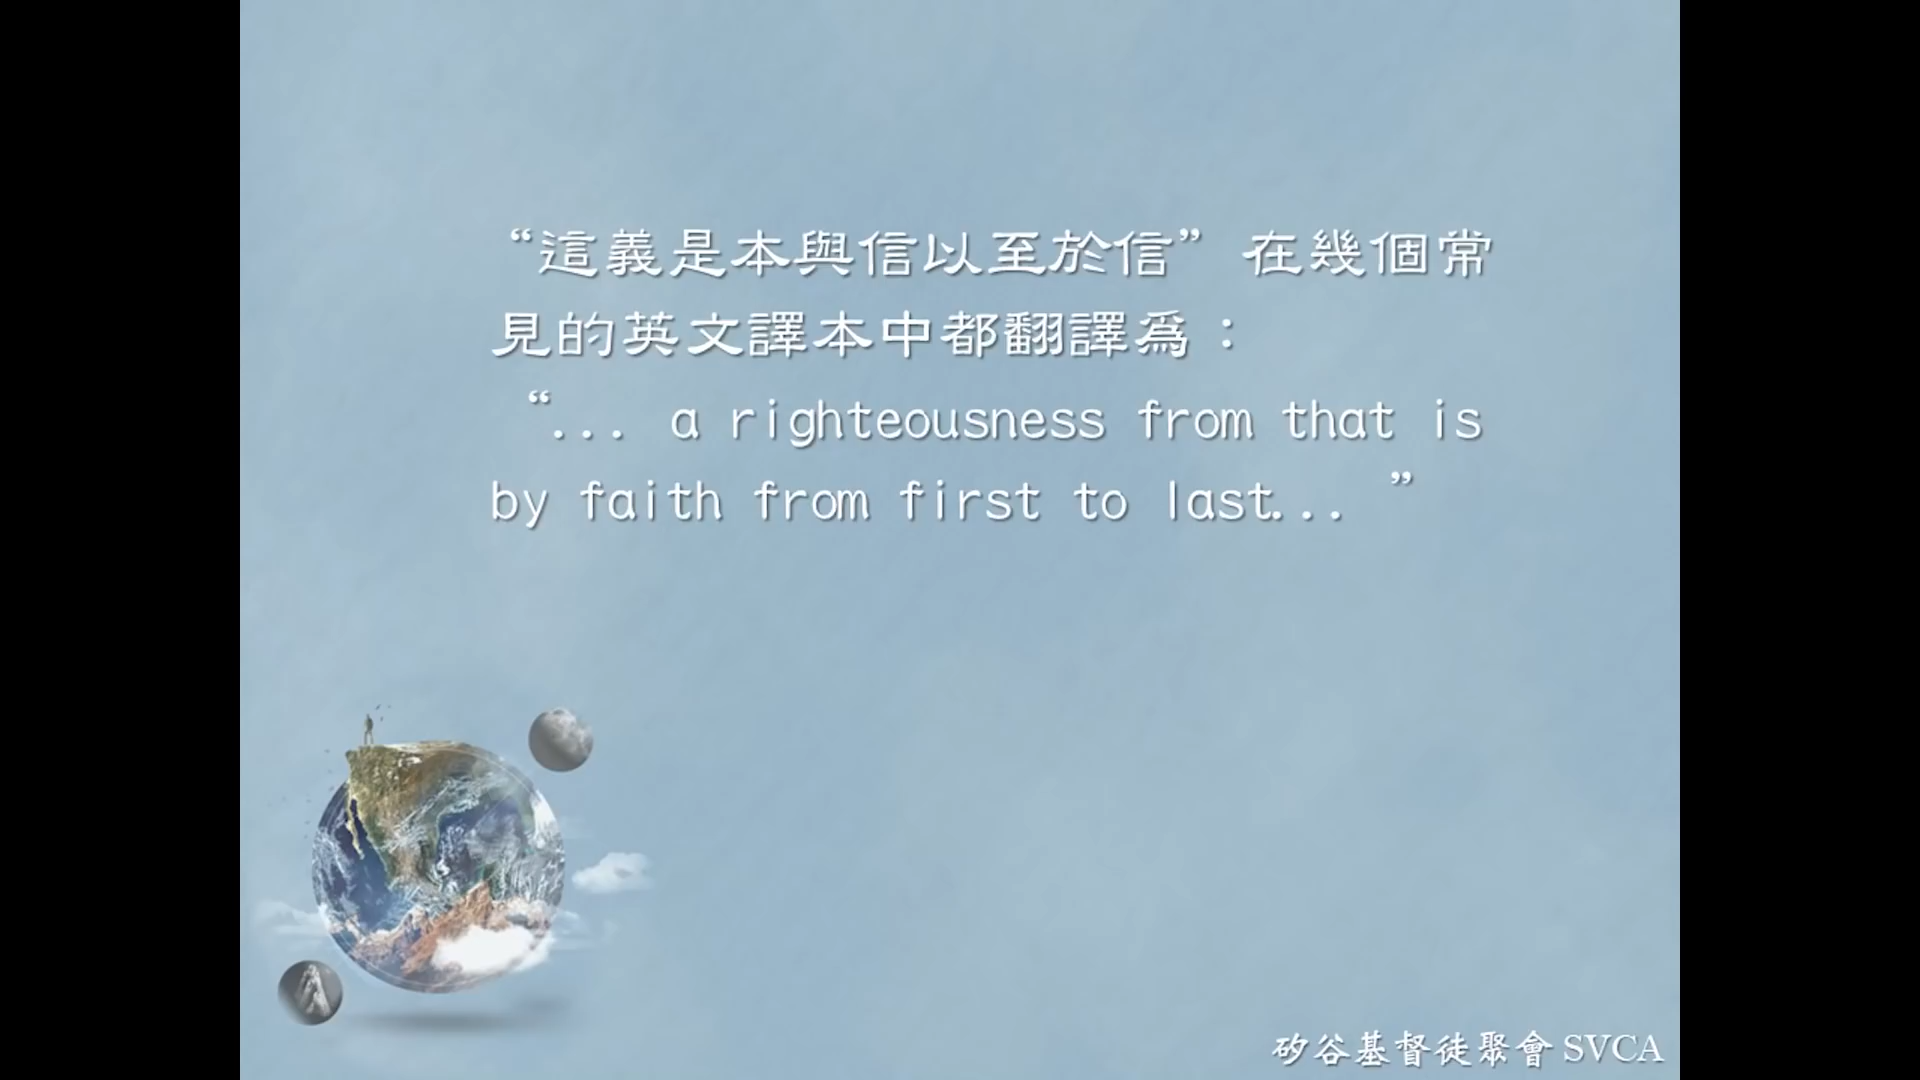 “這義是本與信以至於信”在幾個常
見的英文譯本中都翻譯為：
“... a righteousness from that is
by faith from first to last... ”
矽谷基督徒聚會 SVCA